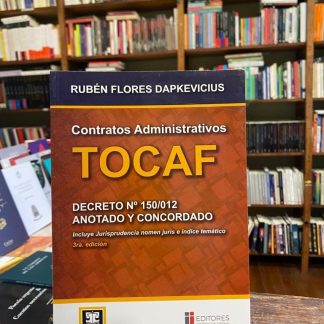 RUBÉN FLORES DAPKEVICIUS
Contratos Administrativos
TOCAF
DECRETO Nº 150/012
ANOTADO Y CONCORDADO
Incluye Jurisprudencia nomen juris e índice temático
3ra. edición
EDITORES